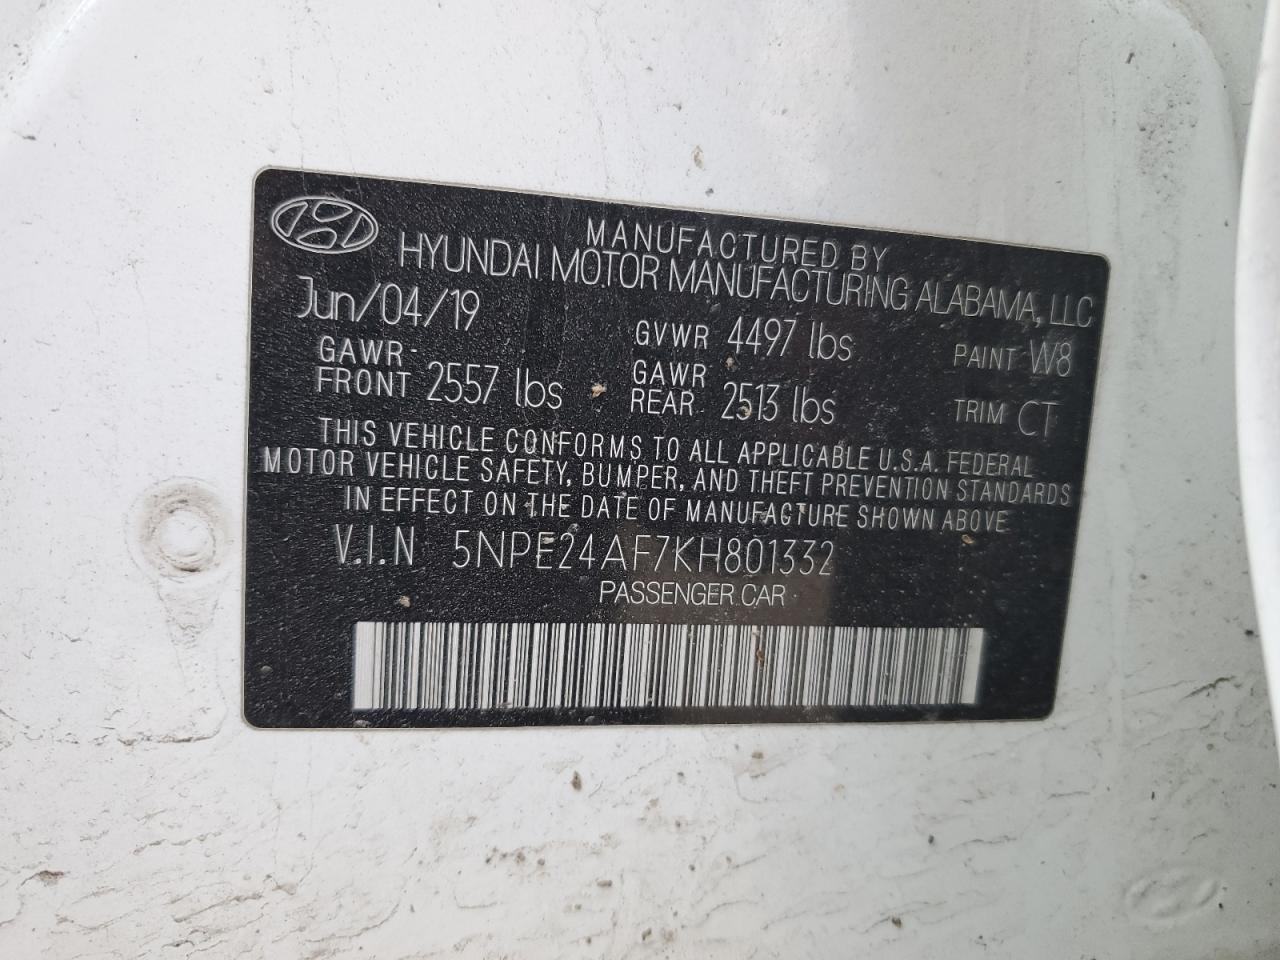 MANUFACTURED BY
HYUNDAI MOTOR MANUFACTURING ALABAMA, LLC
Jun/04/19 GVWR 4497 lbs PAINT W8
GAWR FRONT 2557 lbs GAWR REAR 2513 lbs TRIM CT
THIS VEHICLE CONFORMS TO ALL APPLICABLE U.S.A. FEDERAL
MOTOR VEHICLE SAFETY, BUMPER, AND THEFT PREVENTION STANDARDS
IN EFFECT ON THE DATE OF MANUFACTURE SHOWN ABOVE
V.I.N 5NPE24AF7KH801332
PASSENGER CAR